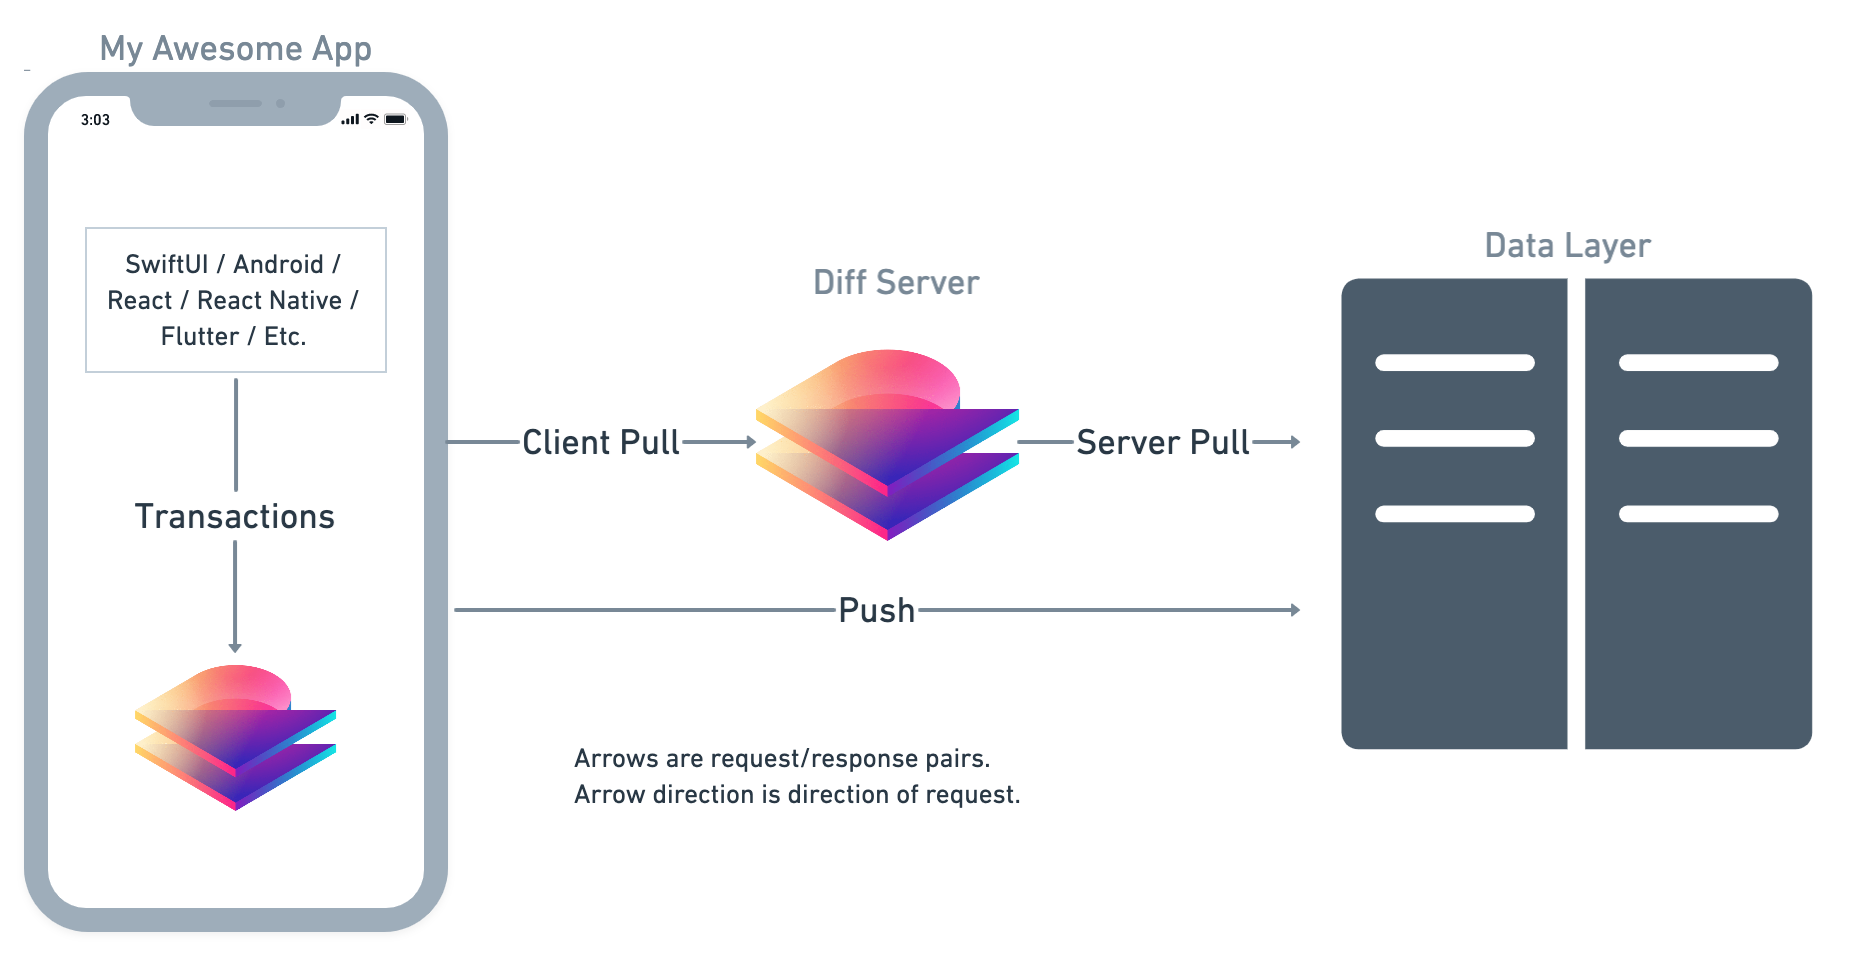 My Awesome App
3:03
SwiftUI / Android /
React / React Native /
Flutter / Etc.
Transactions
Client Pull
Diff Server
Server Pull
Data Layer
Push
Arrows are request/response pairs.
Arrow direction is direction of request.